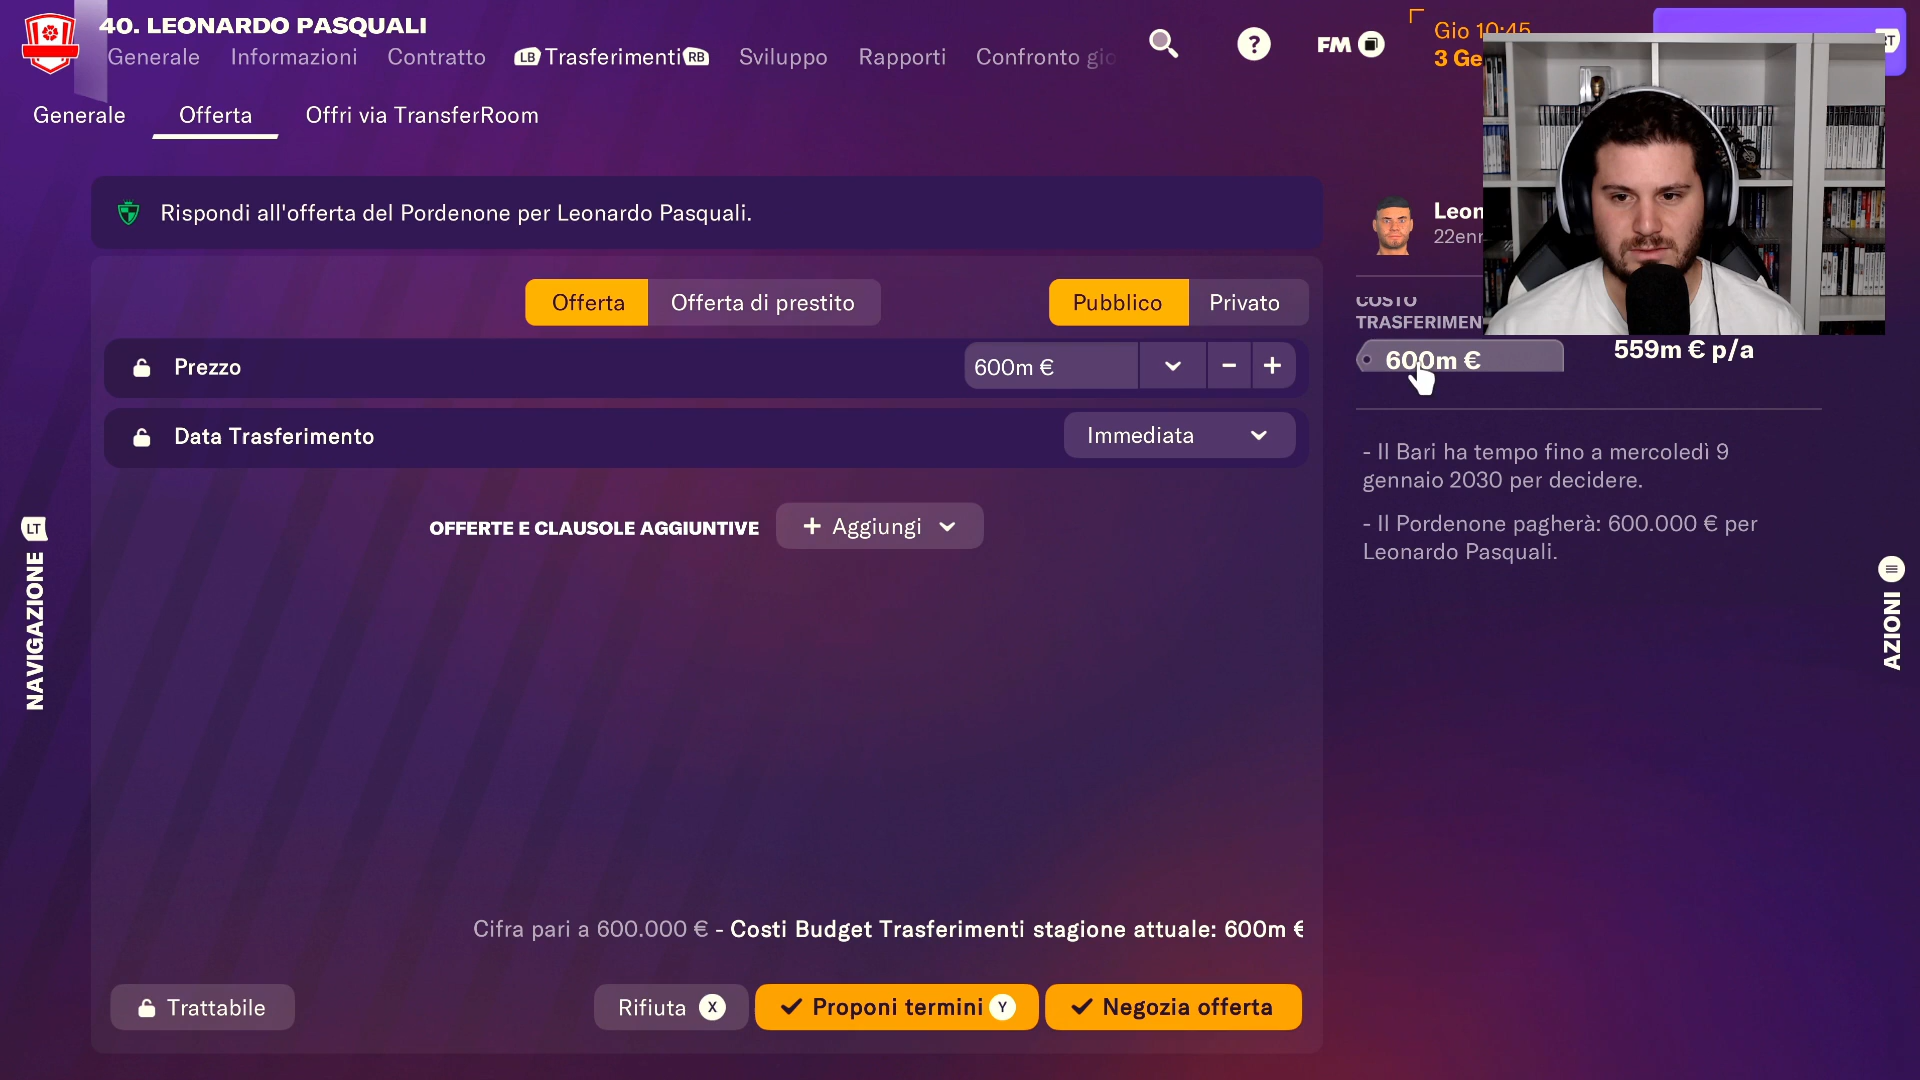 40. LEONARDO PASQUALI
Generale Informazioni Contratto LB Trasferimenti RB Sviluppo Rapporti Confronto gio
FM
Gio 10:45
3 Ge
Generale Offerta Offri via TransferRoom
Rispondi all'offerta del Pordenone per Leonardo Pasquali.
Leon
22enn
Offerta Offerta di prestito Pubblico Privato
COSTO
TRASFERIMEN
Prezzo 600m € - +
600m € 559m € p/a
Data Trasferimento Immediata
- Il Bari ha tempo fino a mercoledì 9
gennaio 2030 per decidere.
- Il Pordenone pagherà: 600.000 € per
Leonardo Pasquali.
OFFERTE E CLAUSOLE AGGIUNTIVE + Aggiungi
LT
NAVIGAZIONE
AZIONI
Cifra pari a 600.000 € - Costi Budget Trasferimenti stagione attuale: 600m €
Trattabile Rifiuta X Proponi termini Y Negozia offerta